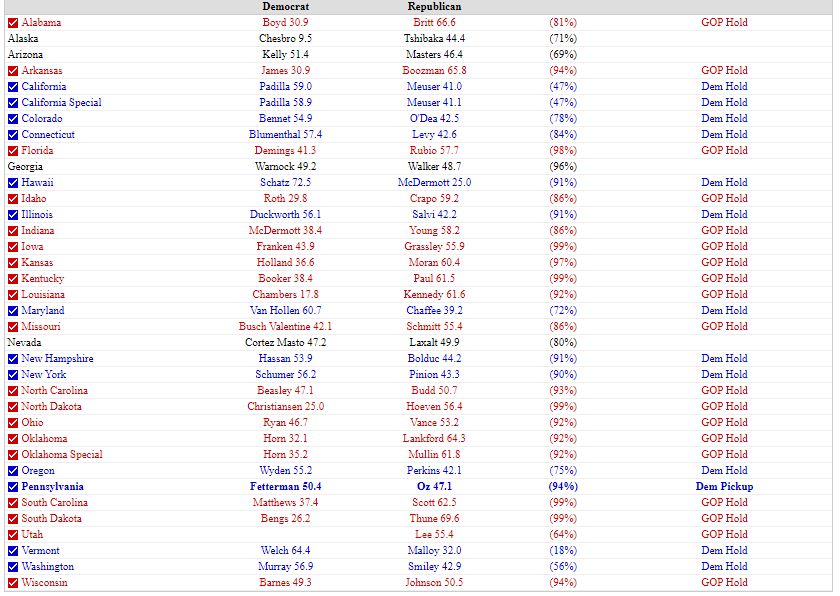 Democrat Republican
Alabama Boyd 30.9 Britt 66.6 (81%) GOP Hold
Alaska Chesbro 9.5 Tshibaka 44.4 (71%)
Arizona Kelly 51.4 Masters 46.4 (69%)
Arkansas James 30.9 Boozman 65.8 (94%) GOP Hold
California Padilla 59.0 Meuser 41.0 (47%) Dem Hold
California Special Padilla 58.9 Meuser 41.1 (47%) Dem Hold
Colorado Bennet 54.9 O'Dea 42.5 (78%) Dem Hold
Connecticut Blumenthal 57.4 Levy 42.6 (84%) Dem Hold
Florida Demings 41.3 Rubio 57.7 (98%) GOP Hold
Georgia Warnock 49.2 Walker 48.7 (96%)
Hawaii Schatz 72.5 McDermott 25.0 (91%) Dem Hold
Idaho Roth 29.8 Crapo 59.2 (86%) GOP Hold
Illinois Duckworth 56.1 Salvi 42.2 (91%) Dem Hold
Indiana McDermott 38.4 Young 58.2 (86%) GOP Hold
Iowa Franken 43.9 Grassley 55.9 (99%) GOP Hold
Kansas Holland 36.6 Moran 60.4 (97%) GOP Hold
Kentucky Booker 38.4 Paul 61.5 (99%) GOP Hold
Louisiana Chambers 17.8 Kennedy 61.6 (92%) GOP Hold
Maryland Van Hollen 60.7 Chaffee 39.2 (72%) Dem Hold
Missouri Busch Valentine 42.1 Schmitt 55.4 (86%) GOP Hold
Nevada Cortez Masto 47.2 Laxalt 49.9 (80%)
New Hampshire Hassan 53.9 Bolduc 44.2 (91%) Dem Hold
New York Schumer 56.2 Pinion 43.3 (90%) Dem Hold
North Carolina Beasley 47.1 Budd 50.7 (93%) GOP Hold
North Dakota Christiansen 25.0 Hoeven 56.4 (99%) GOP Hold
Ohio Ryan 46.7 Vance 53.2 (92%) GOP Hold
Oklahoma Horn 32.1 Lankford 64.3 (92%) GOP Hold
Oklahoma Special Horn 35.2 Mullin 61.8 (92%) GOP Hold
Oregon Wyden 55.2 Perkins 42.1 (75%) Dem Hold
Pennsylvania Fetterman 50.4 Oz 47.1 (94%) Dem Pickup
South Carolina Matthews 37.4 Scott 62.5 (99%) GOP Hold
South Dakota Bengs 26.2 Thune 69.6 (99%) GOP Hold
Utah Lee 55.4 (64%) GOP Hold
Vermont Welch 64.4 Malloy 32.0 (18%) Dem Hold
Washington Murray 56.9 Smiley 42.9 (56%) Dem Hold
Wisconsin Barnes 49.3 Johnson 50.5 (94%) GOP Hold